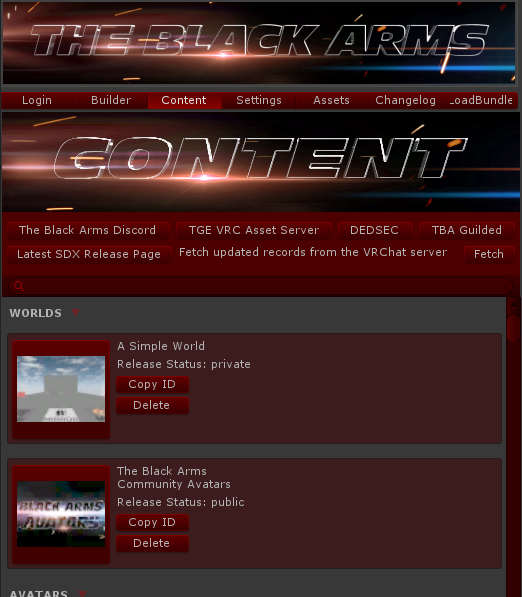 THE BLACK ARMS
Login Builder Content Settings Assets Changelog LoadBundle
CONTENT
The Black Arms Discord TGE VRC Asset Server DEDSEC TBA Guilded
Latest SDX Release Page Fetch updated records from the VRChat server Fetch
WORLDS
A Simple World
Release Status: private
Copy ID
Delete
The Black Arms
Community Avatars
BLACK ARMS
AVATARS
Release Status: public
Copy ID
Delete
AVATARS